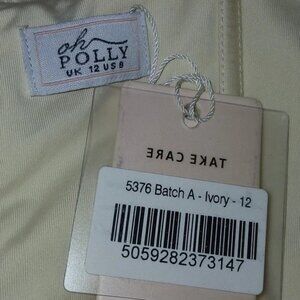 oh
POLLY
UK 12 US 8
TAKE CARE
5376 Batch A - Ivory - 12
5059282373147